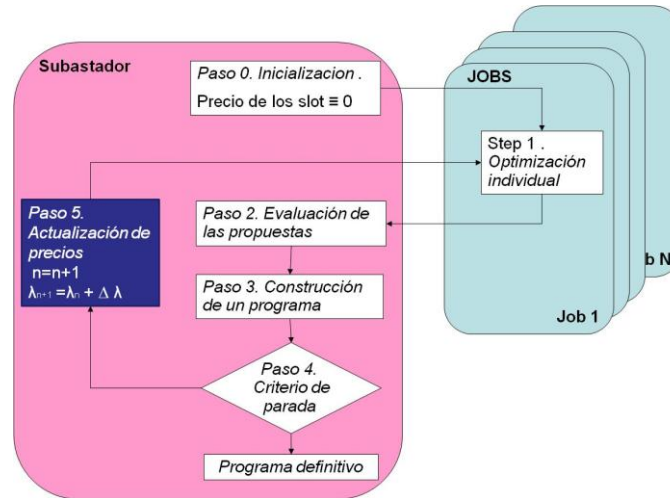 Subastador
Paso 0. Inicializacion .
Precio de los slot ≡ 0
JOBS
Step 1 .
Optimización
individual
Paso 5.
Actualización de
precios
n=n+1
λn+1 =λn + Δ λ
Paso 2. Evaluación de
las propuestas
Paso 3. Construcción
de un programa
b N
Job 1
Paso 4.
Criterio de
parada
Programa definitivo